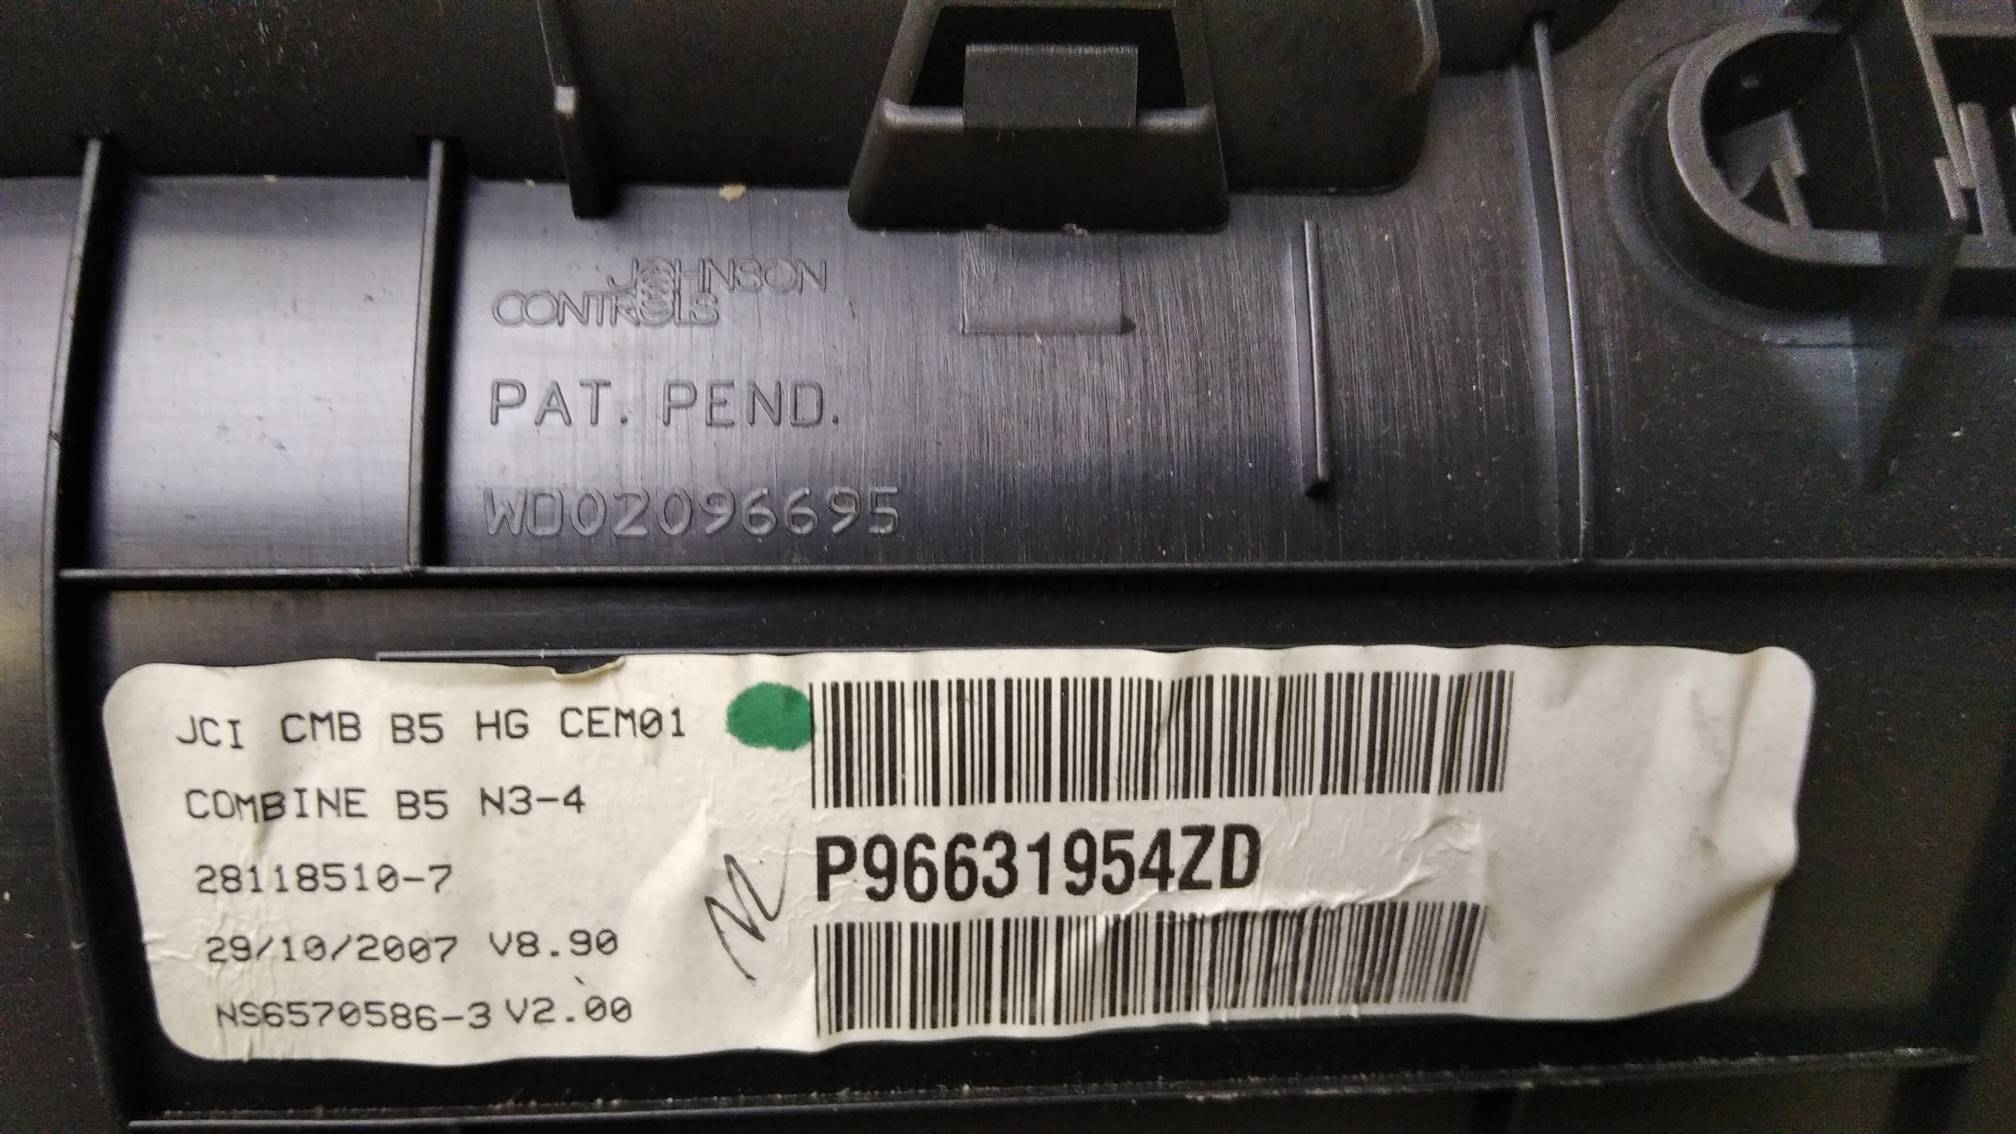 JOHNSON
CONTROLS
PAT. PEND.
WO02096695
JCI CMB B5 HG CEM01
COMBINE B5 N3-4
28118510-7
29/10/2007 V8.90
NS6570586-3 V2.00
P96631954ZD